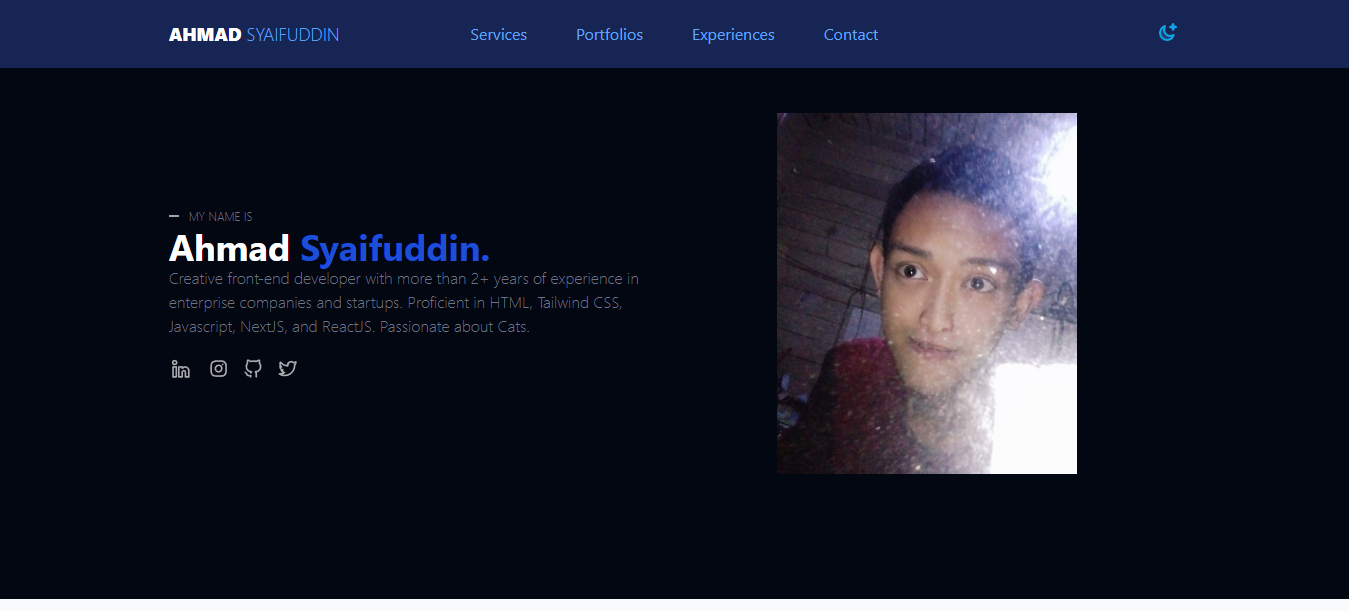 AHMAD SYAIFUDDIN
Services
Portfolios
Experiences
Contact
MY NAME IS
Ahmad Syaifuddin.
Creative front-end developer with more than 2+ years of experience in
enterprise companies and startups. Proficient in HTML, Tailwind CSS,
Javascript, NextJS, and ReactJS. Passionate about Cats.